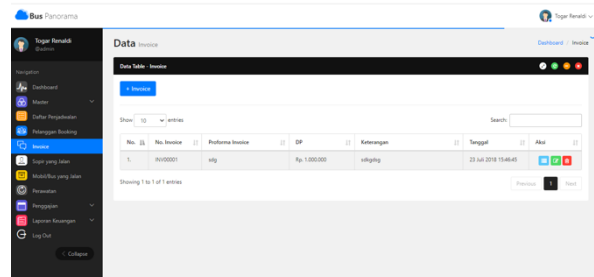 Bus Panorama
Togar Renaldi
Togar Renaldi
@admin
Data Invoice
Dashboard / Invoice
Navigation
Dashboard
Master
Daftar Penjadwalan
Pelanggan Booking
Invoice
Supir yang Jalan
Mobil/Bus yang Jalan
Perawatan
Penggajian
Laporan Keuangan
Log Out
Collapse
Data Table - Invoice
+ Invoice
Show 10 entries
Search:
No. No. Invoice Proforma Invoice DP Keterangan Tanggal Aksi
1. INV00001 sdg Rp. 1.000.000 sdkgdsg 23 Juli 2018 15:46:45
Showing 1 to 1 of 1 entries
Previous 1 Next